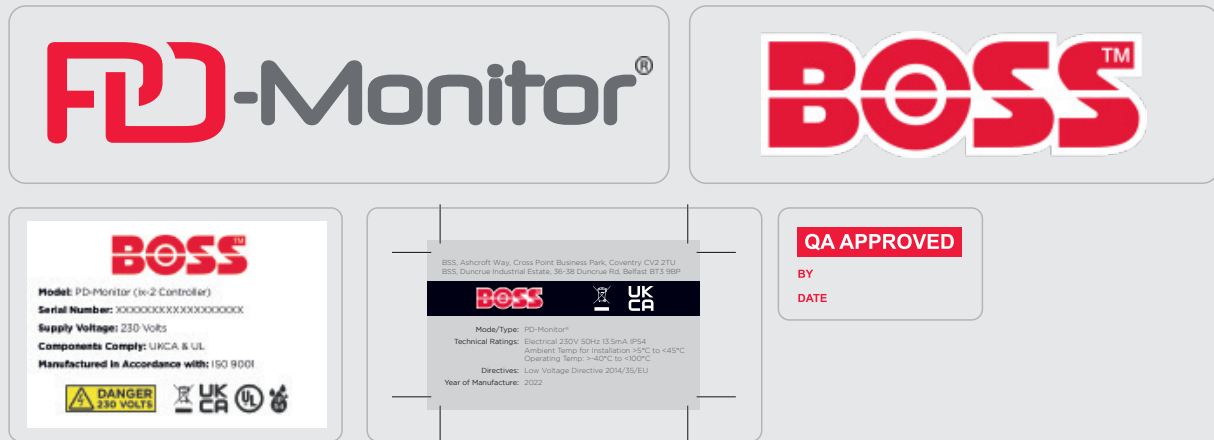 PD-Monitor®
BOSS™
BOSS™
Model: PD-Monitor (ix-2 Controller)
Serial Number: XXXXXXXXXXXXXXXXXX
Supply Voltage: 230 Volts
Components Comply: UKCA & UL
Manufactured in Accordance with: ISO 9001
DANGER
230 VOLTS
UK
CA
UL
BSS, Ashcroft Way, Cross Point Business Park, Coventry CV2 2TU
BSS, Duncrue Industrial Estate, 36-38 Duncrue Rd, Belfast BT3 9BP
BOSS
UK
CA
Mode/Type: PD-Monitor®
Technical Ratings: Electrical 230V 50Hz 13.5mA IP54
Ambient Temp for Installation >5°C to <45°C
Operating Temp: >-40°C to <100°C
Directives: Low Voltage Directive 2014/35/EU
Year of Manufacture: 2022
QA APPROVED
BY
DATE